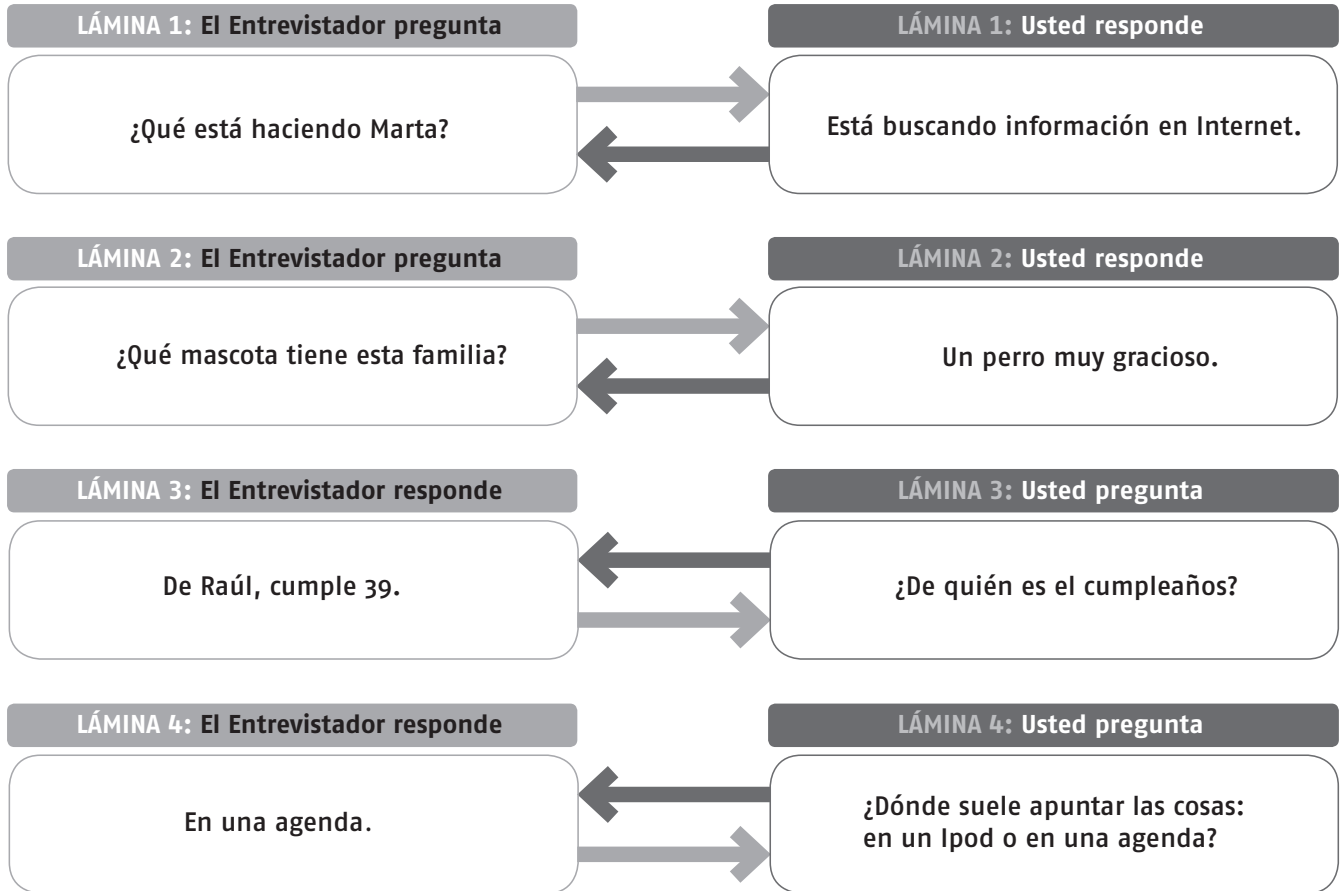 LÁMINA 1: El Entrevistador pregunta
LÁMINA 1: Usted responde
¿Qué está haciendo Marta?
Está buscando información en Internet.
LÁMINA 2: El Entrevistador pregunta
LÁMINA 2: Usted responde
¿Qué mascota tiene esta familia?
Un perro muy gracioso.
LÁMINA 3: El Entrevistador responde
LÁMINA 3: Usted pregunta
De Raúl, cumple 39.
¿De quién es el cumpleaños?
LÁMINA 4: El Entrevistador responde
LÁMINA 4: Usted pregunta
En una agenda.
¿Dónde suele apuntar las cosas:
en un Ipod o en una agenda?